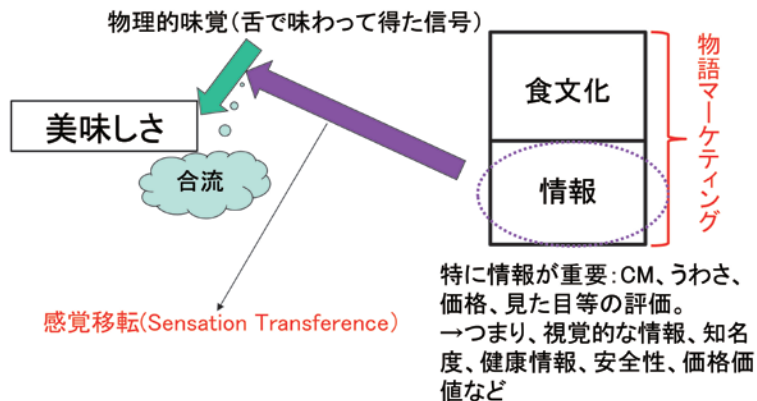 物理的味覚(舌で味わって得た信号)
美味しさ
合流
食文化
情報
物語マーケティング
感覚移転(Sensation Transference)
特に情報が重要:CM、うわさ、
価格、見た目等の評価。
→つまり、視覚的な情報、知名
度、健康情報、安全性、価格価
値など